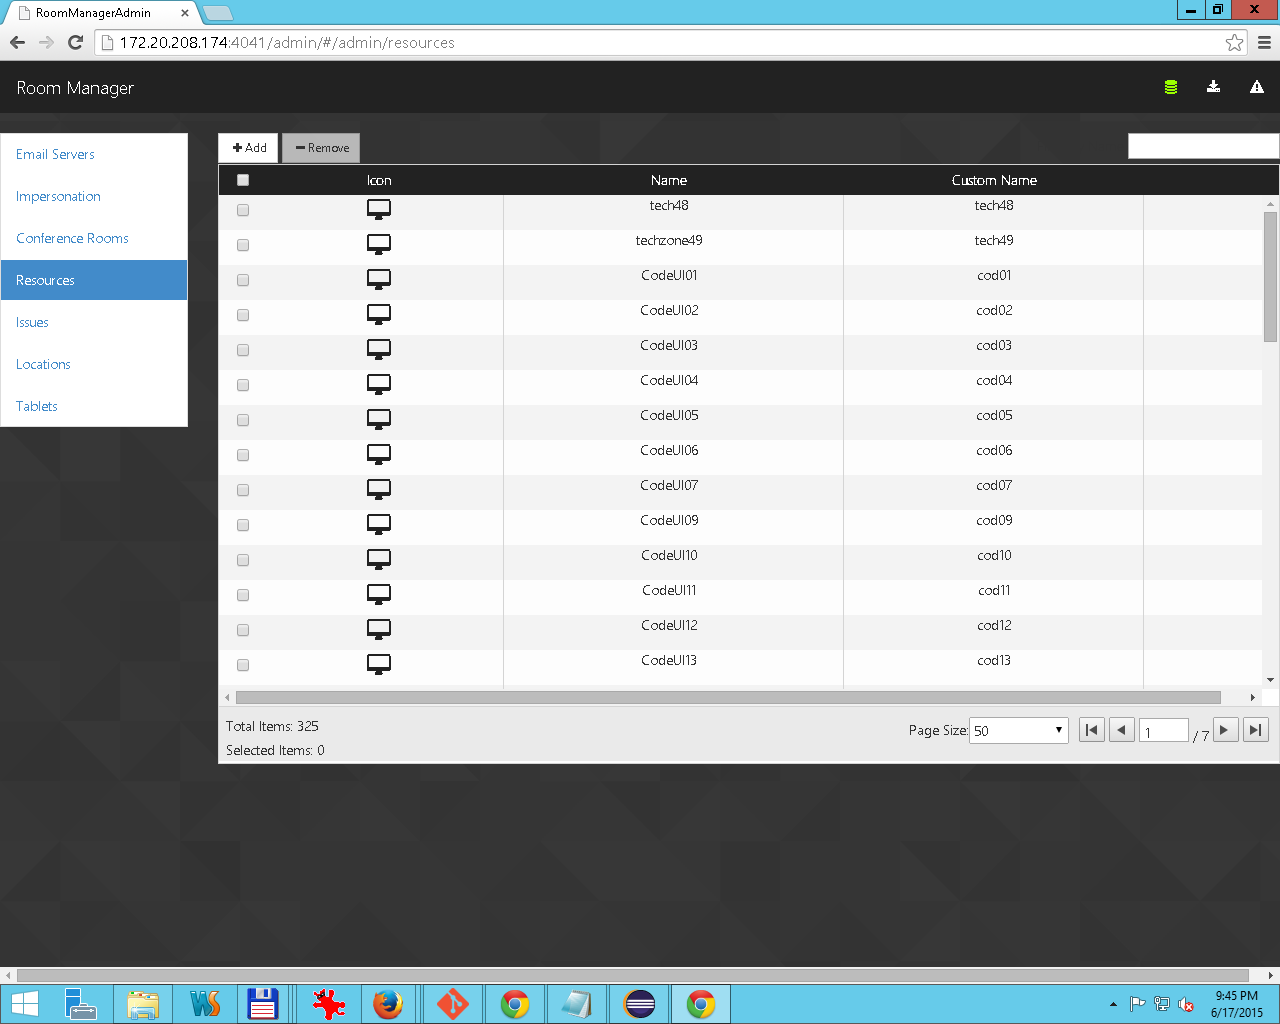 RoomManagerAdmin
172.20.208.174:4041/admin/#/admin/resources
Room Manager
Email Servers
Impersonation
Conference Rooms
Resources
Issues
Locations
Tablets
Add
Remove
Icon Name Custom Name
tech48 tech48
techzone49 tech49
CodeUI01 cod01
CodeUI02 cod02
CodeUI03 cod03
CodeUI04 cod04
CodeUI05 cod05
CodeUI06 cod06
CodeUI07 cod07
CodeUI09 cod09
CodeUI10 cod10
CodeUI11 cod11
CodeUI12 cod12
CodeUI13 cod13
Total Items: 325
Selected Items: 0
Page Size: 50
1 / 7
WS
9:45 PM
6/17/2015